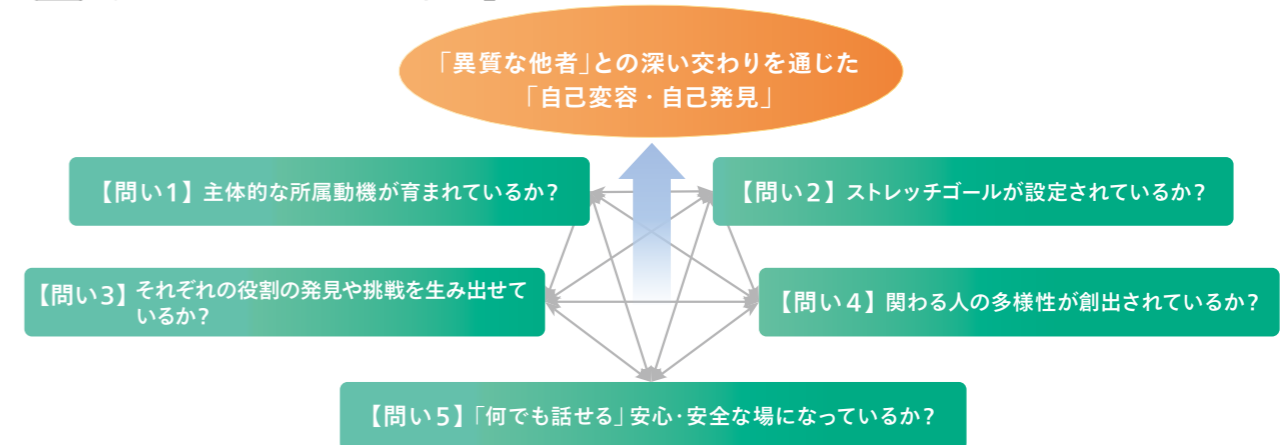 「異質な他者」との深い交わりを通じた
「自己変容・自己発見」
【問い1】主体的な所属動機が育まれているか?
【問い2】ストレッチゴールが設定されているか?
【問い3】それぞれの役割の発見や挑戦を生み出せて
いるか?
【問い4】関わる人の多様性が創出されているか?
【問い5】「何でも話せる」安心・安全な場になっているか?